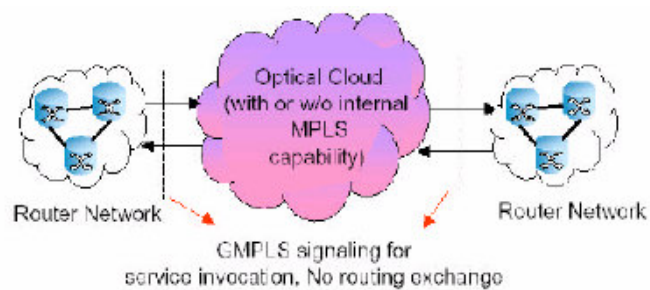 Optical Cloud
(with or w/o internal
MPLS
capability)
Router Network
Router Network
GMPLS signaling for
service invocation, No routing exchange